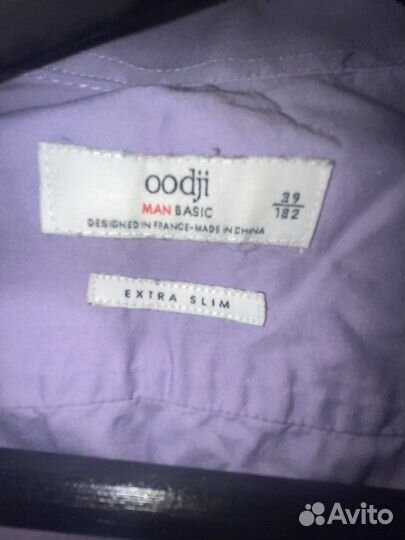 oodji
MAN BASIC
DESIGNED IN FRANCE-MADE IN CHINA
39
182
EXTRA SLIM
Avito